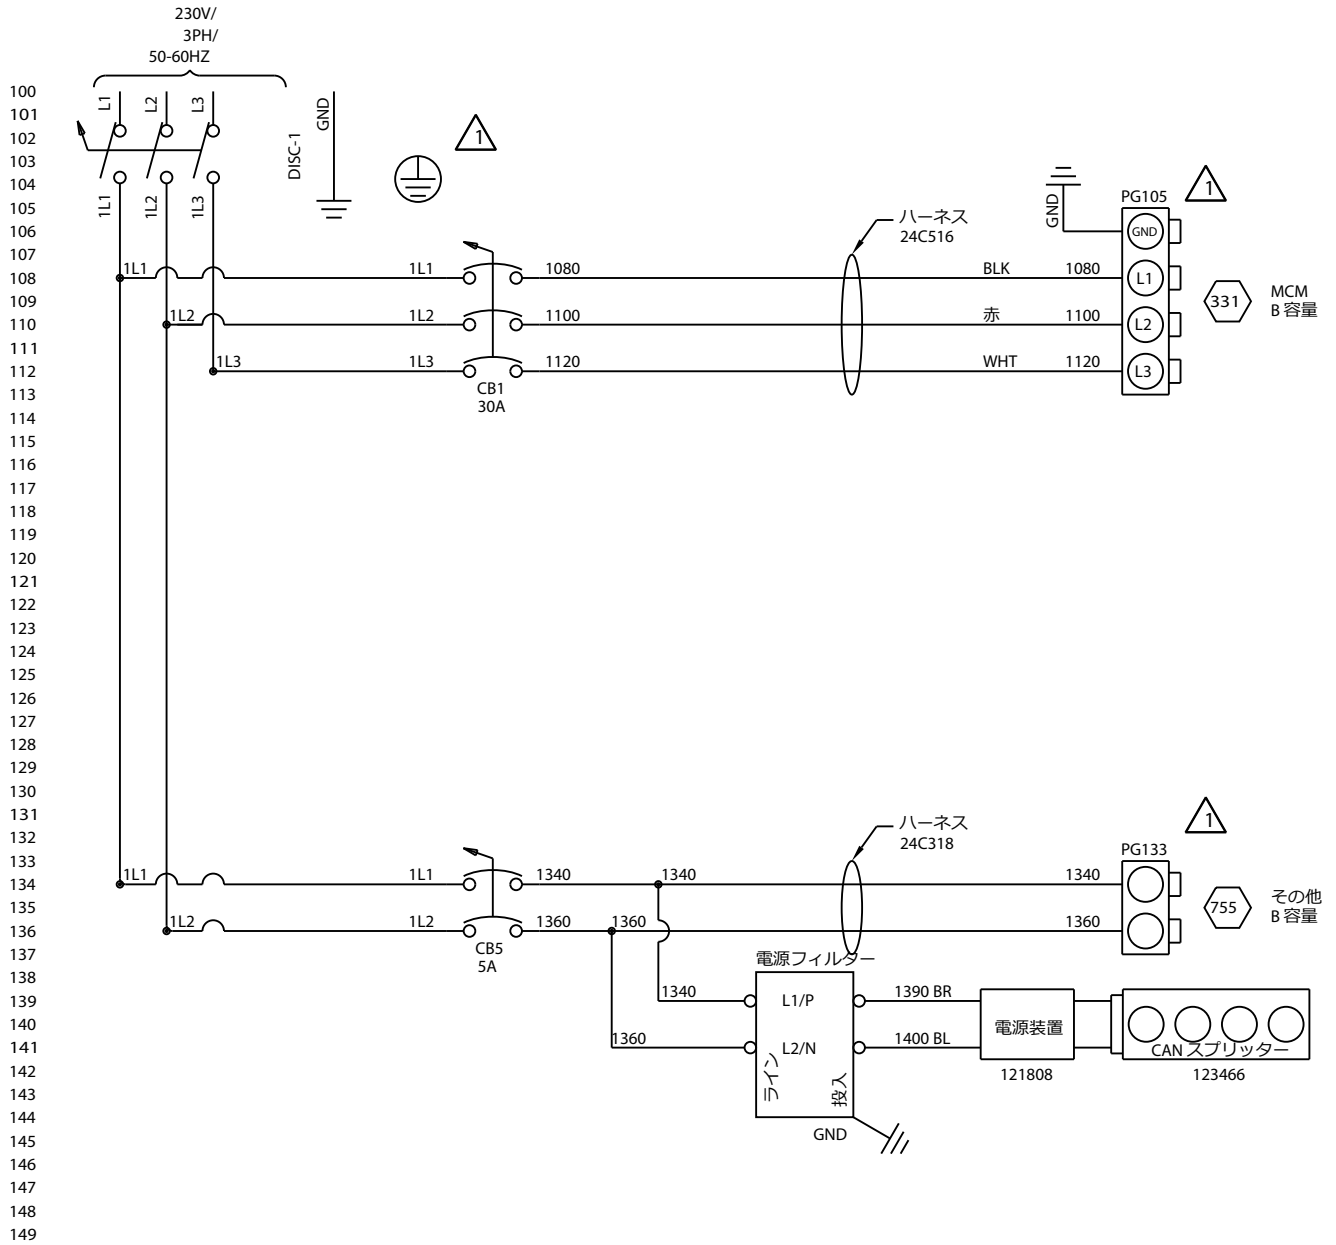 230V/
3PH/
50-60HZ
100
101
102
103
104
105
106
107
108
109
110
111
112
113
114
115
116
117
118
119
120
121
122
123
124
125
126
127
128
129
130
131
132
133
134
135
136
137
138
139
140
141
142
143
144
145
146
147
148
149
L1
L2
L3
GND
DISC-1
1
1L1
1L2
1L3
ハーネス
24C516
GND
PG105
1
GND
1L1
1L1
1080
BLK
1080
L1
331
MCM
B 容量
1L2
1L2
1100
赤
1100
L2
1L3
1L3
1120
WHT
1120
L3
CB1
30A
ハーネス
24C318
1
PG133
1L1
1L1
1340
1340
1340
755
その他
B 容量
1L2
1L2
1360
1360
1360
CB5
5A
電源フィルター
1340
L1/P
1390 BR
電源装置
1360
L2/N
1400 BL
CAN スプリッター
ライン
投入
121808
123466
GND